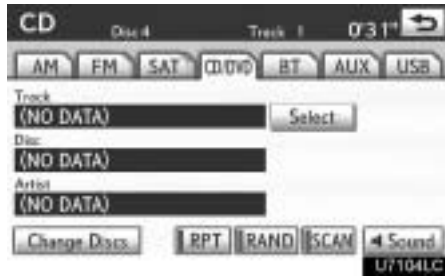 CD Disc 4 Track 1 0'31"
AM FM SAT CD/DVD BT AUX USB
Track
(NO DATA) Select
Disc
(NO DATA)
Artist
(NO DATA)
Change Discs RPT RAND SCAN Sound
U7104LC